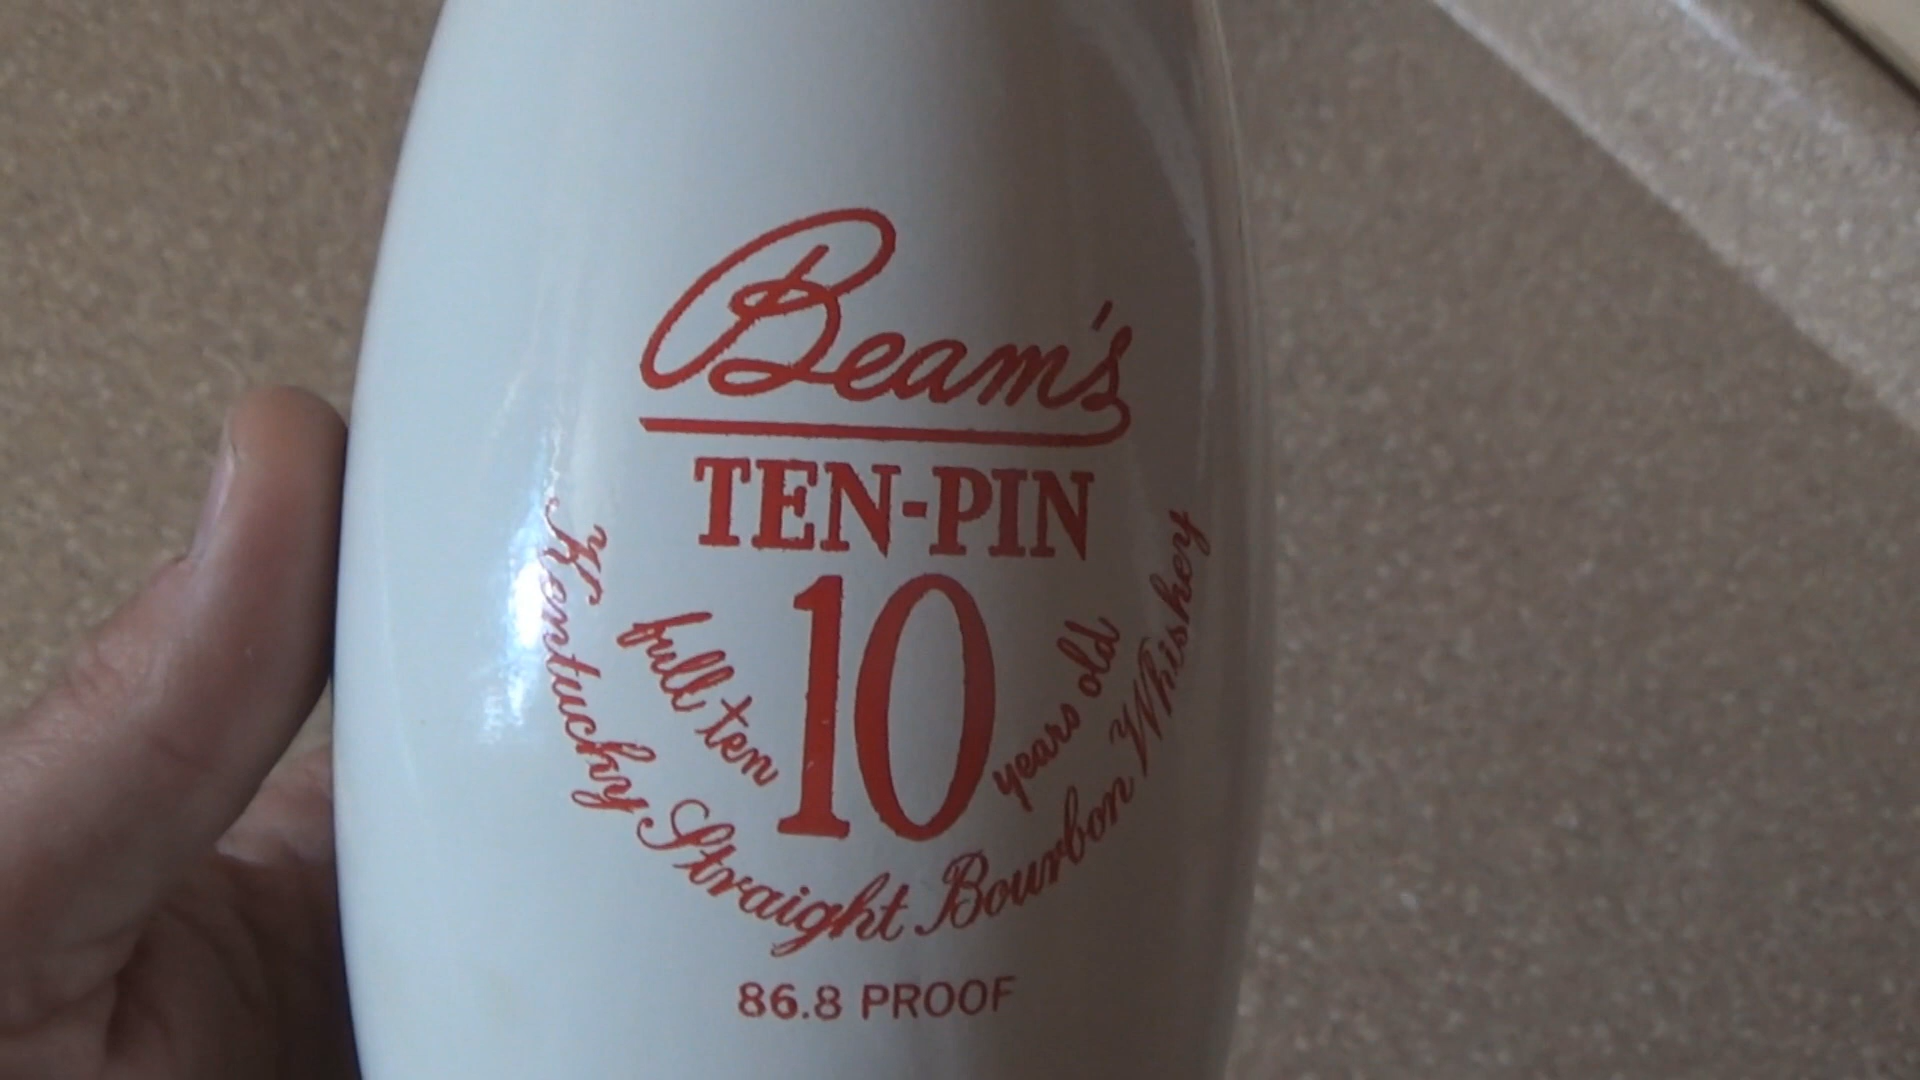 Beam's
TEN-PIN
10
full ten years old
Kentucky Straight Bourbon Whiskey
86.8 PROOF